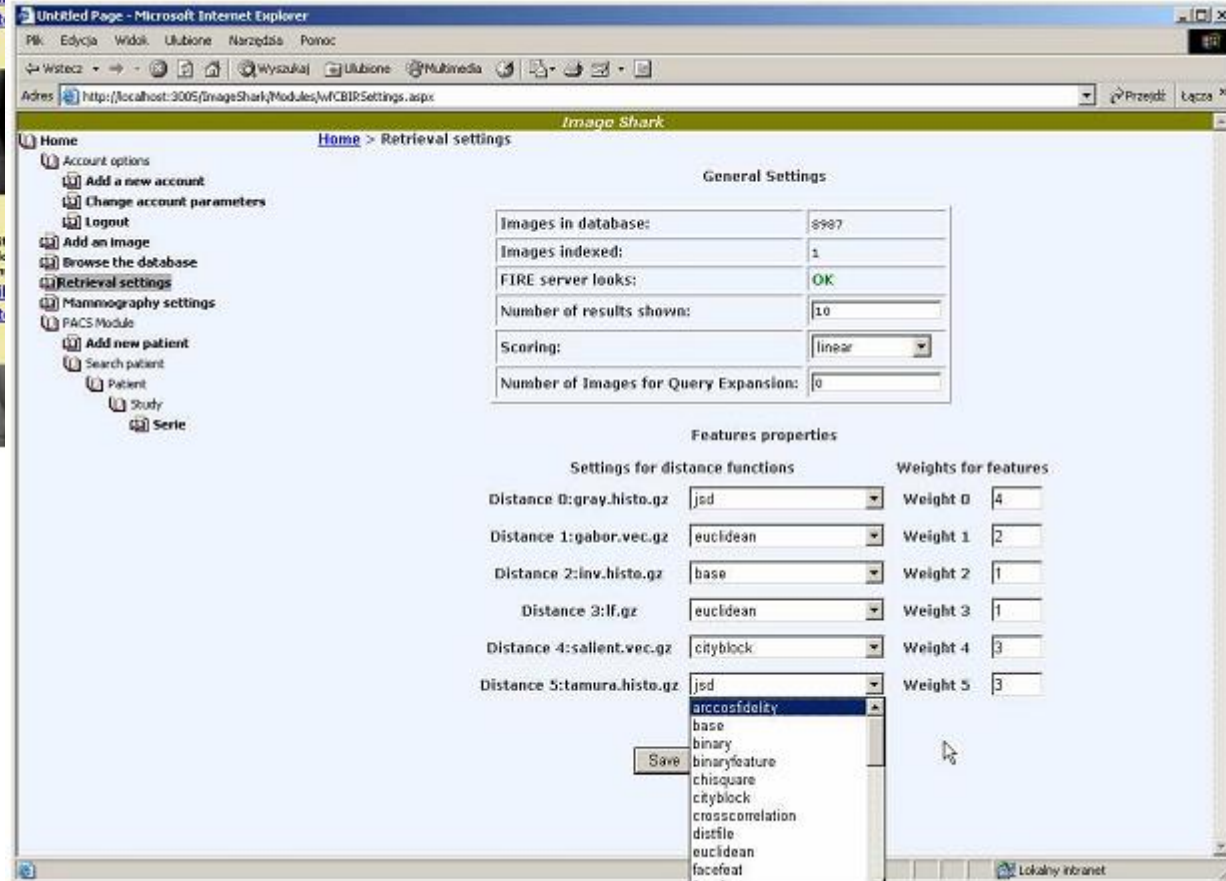 Untitled Page - Microsoft Internet Explorer
Plik Edycja Widok Ulubione Narzędzia Pomoc
Wstecz Wyszukaj Ulubione Multimedia
Adres http://localhost:3005/ImageShark/Modules/wfCBIRSettings.aspx Przejdź Łącza
Image Shark
Home
Account options
Add a new account
Change account parameters
Logout
Add an image
Browse the database
Retrieval settings
Mammography settings
PACS Module
Add new patient
Search patient
Patient
Study
Serie
Home > Retrieval settings
General Settings
Images in database: 8987
Images indexed: 1
FIRE server looks: OK
Number of results shown: 10
Scoring: linear
Number of Images for Query Expansion: 0
Features properties
Settings for distance functions Weights for features
Distance 0:gray.histo.gz jsd Weight 0 4
Distance 1:gabor.vec.gz euclidean Weight 1 2
Distance 2:inv.histo.gz base Weight 2 1
Distance 3:lf.gz euclidean Weight 3 1
Distance 4:salient.vec.gz cityblock Weight 4 3
Distance 5:tamura.histo.gz jsd Weight 5 3
arccosfidelity
base
binary
Save
binaryfeature
chisquare
cityblock
crosscorrelation
distfile
euclidean
facefeat
Lokalny intranet